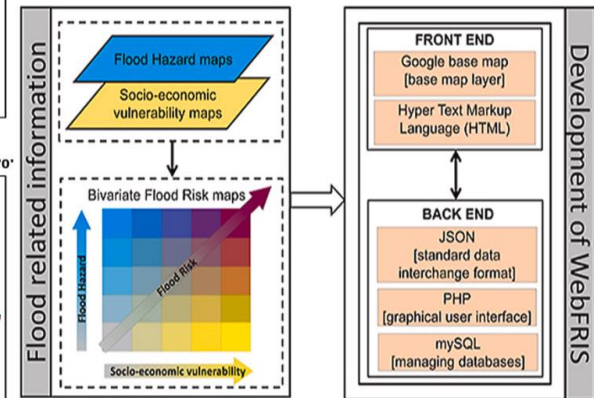 Flood related information
Flood Hazard maps
Socio-economic
vulnerability maps
Bivariate Flood Risk maps
Flood Hazard
Flood Risk
Socio-economic vulnerability
FRONT END
Google base map
[base map layer]
Hyper Text Markup
Language (HTML)
BACK END
JSON
[standard data
interchange format]
PHP
[graphical user interface]
mySQL
[managing databases]
Development of WebFRIS